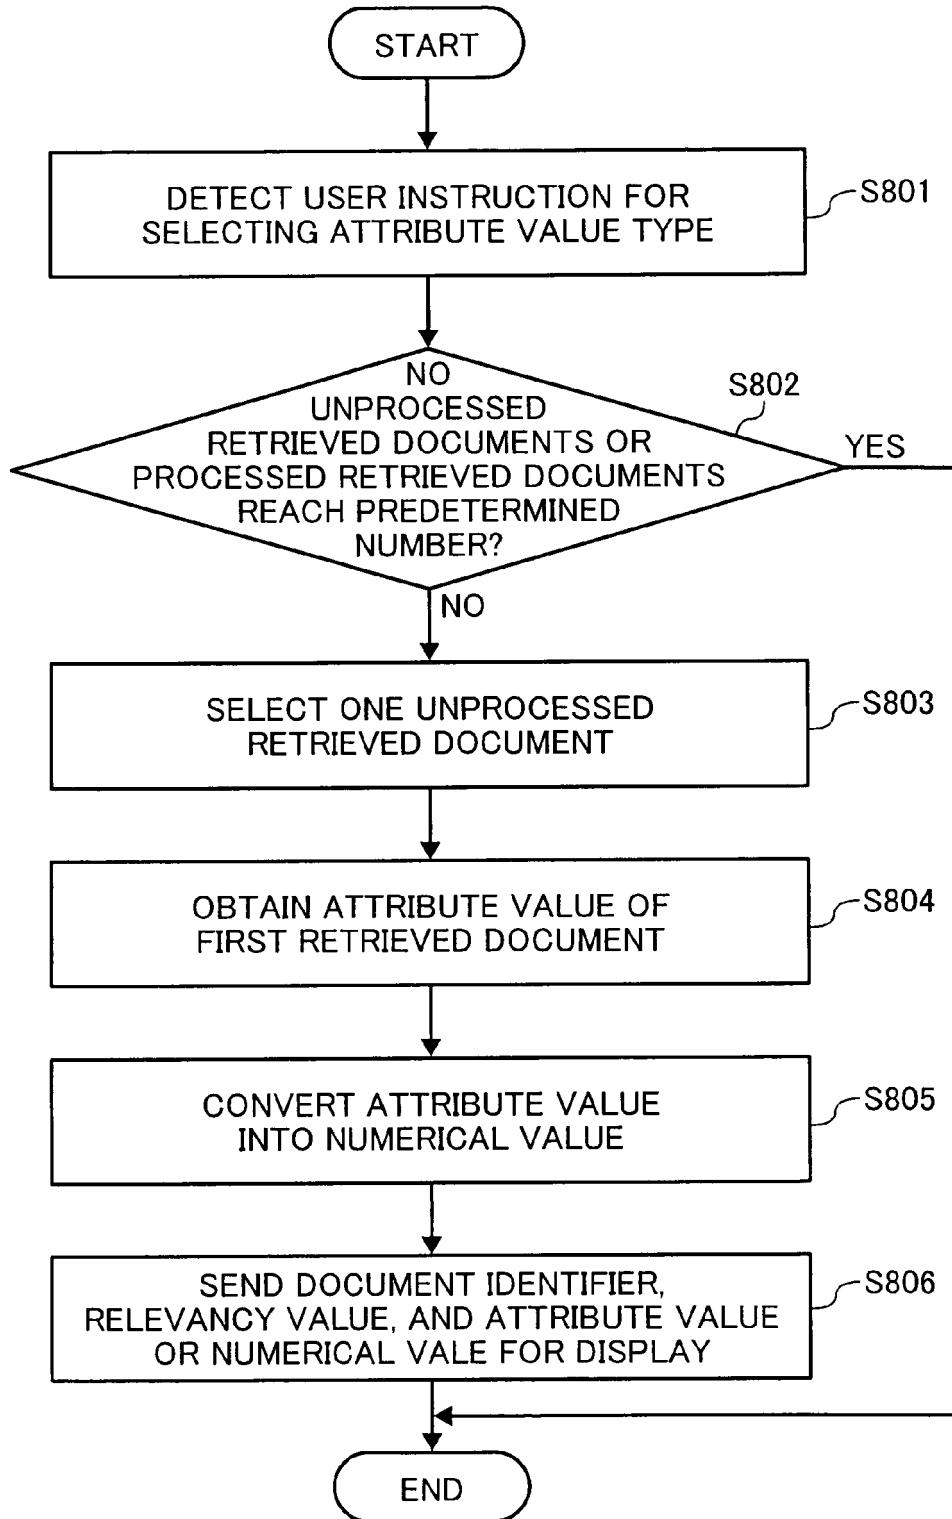 START
DETECT USER INSTRUCTION FOR
SELECTING ATTRIBUTE VALUE TYPE
S801
NO
UNPROCESSED
RETRIEVED DOCUMENTS OR
PROCESSED RETRIEVED DOCUMENTS
REACH PREDETERMINED
NUMBER?
S802
YES
NO
SELECT ONE UNPROCESSED
RETRIEVED DOCUMENT
S803
OBTAIN ATTRIBUTE VALUE OF
FIRST RETRIEVED DOCUMENT
S804
CONVERT ATTRIBUTE VALUE
INTO NUMERICAL VALUE
S805
SEND DOCUMENT IDENTIFIER,
RELEVANCY VALUE, AND ATTRIBUTE VALUE
OR NUMERICAL VALE FOR DISPLAY
S806
END